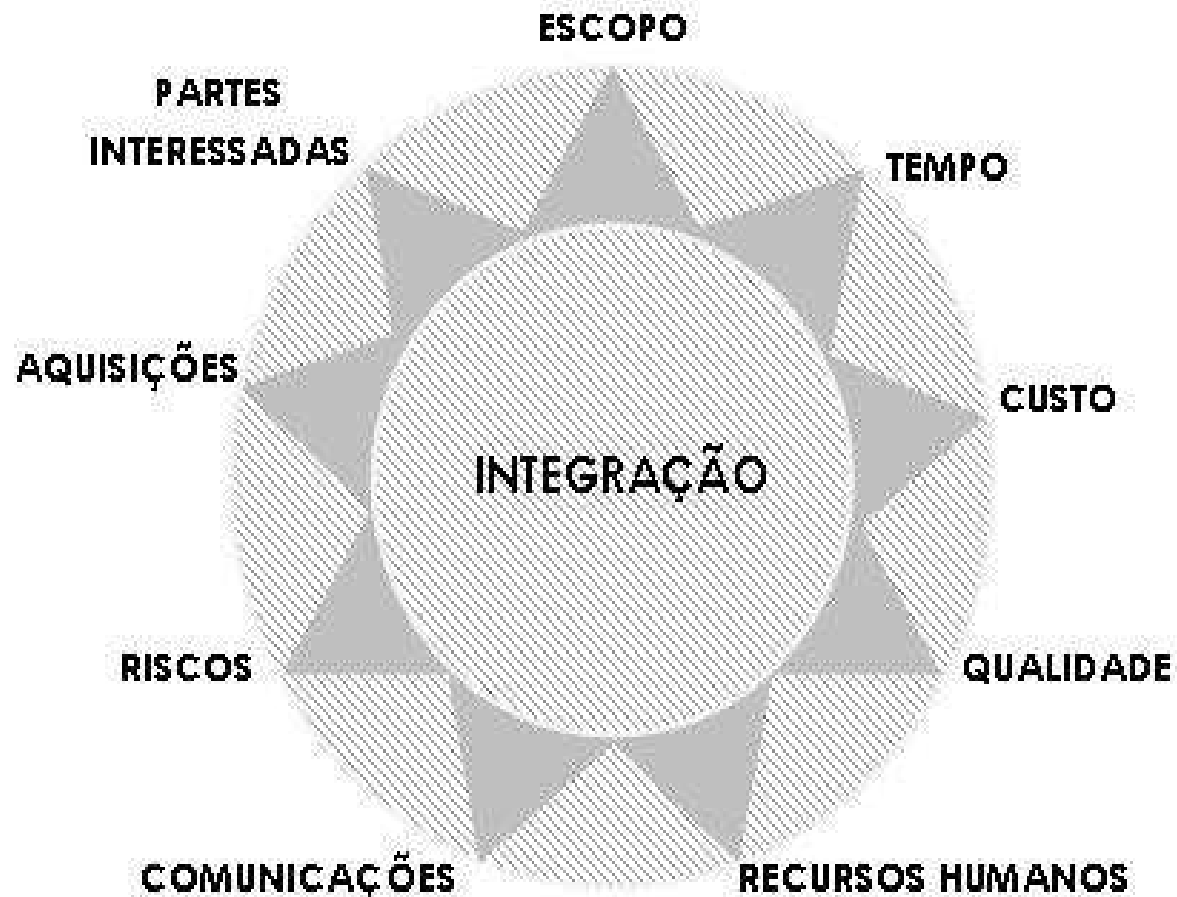 ESCOPO
PARTES
INTERESSADAS
TEMPO
AQUISIÇÕES
CUSTO
INTEGRAÇÃO
RISCOS
QUALIDADE
COMUNICAÇÕES
RECURSOS HUMANOS